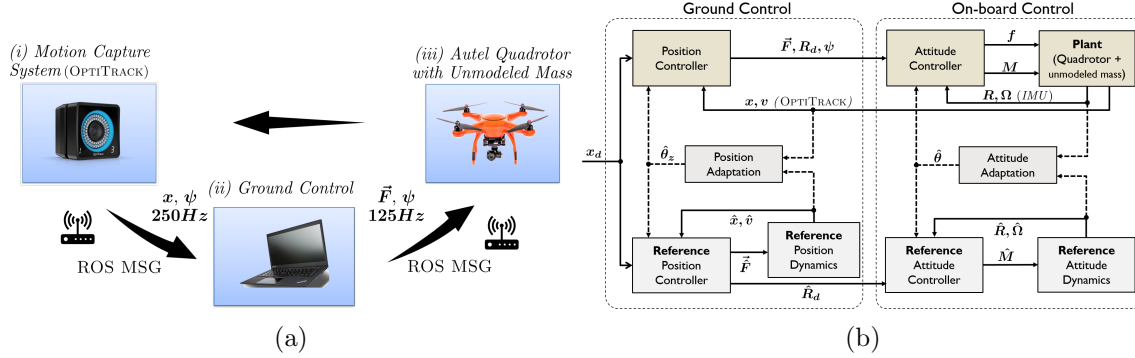 (i) Motion Capture
System (OPTITRACK)
(iii) Autel Quadrotor
with Unmodeled Mass
(ii) Ground Control
x, ψ
250Hz
F⃗, ψ
125Hz
ROS MSG
ROS MSG
(a)
Ground Control
On-board Control
Position
Controller
F⃗, R_d, ψ
Attitude
Controller
f
M
Plant
(Quadrotor +
unmodeled mass)
R, Ω (IMU)
x, v (OPTITRACK)
x_d
θ̂_z
Position
Adaptation
θ̂
Attitude
Adaptation
x̂, v̂
R̂, Ω̂
Reference
Position
Controller
F⃗̂
Reference
Position
Dynamics
R̂_d
Reference
Attitude
Controller
M̂
Reference
Attitude
Dynamics
(b)